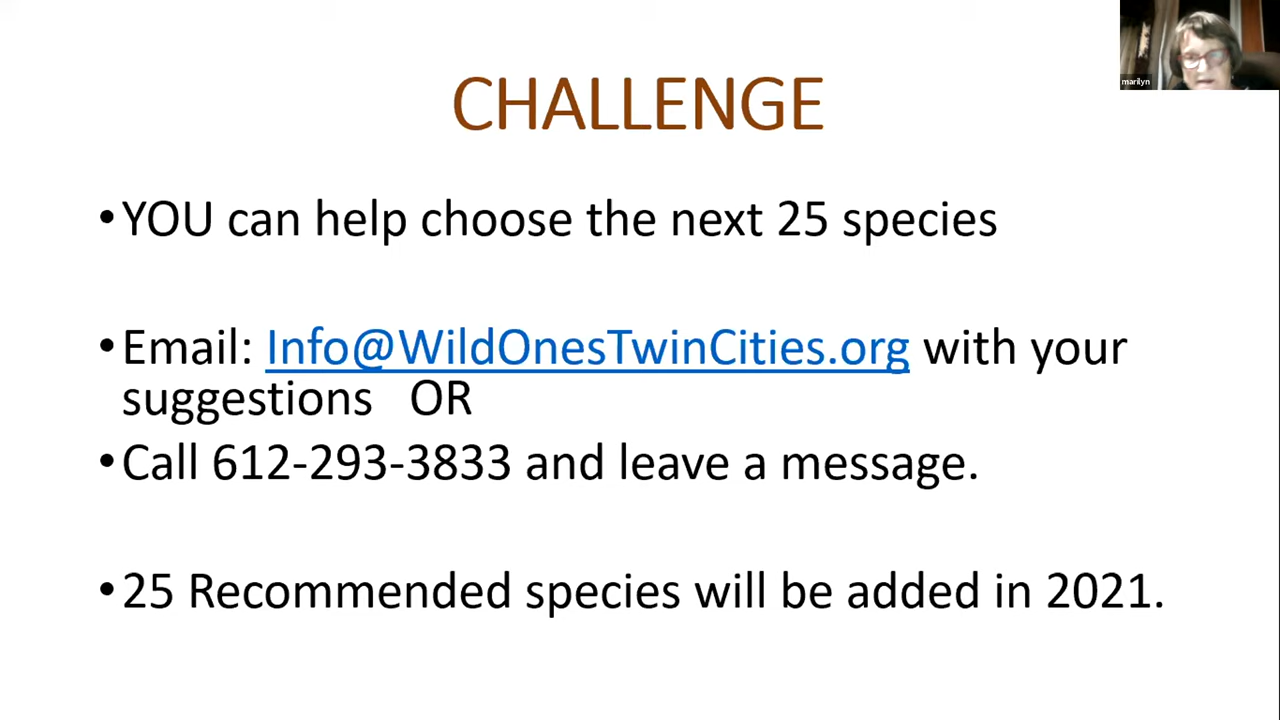 marilyn
CHALLENGE
•YOU can help choose the next 25 species
•Email: Info@WildOnesTwinCities.org with your
suggestions OR
•Call 612-293-3833 and leave a message.
•25 Recommended species will be added in 2021.